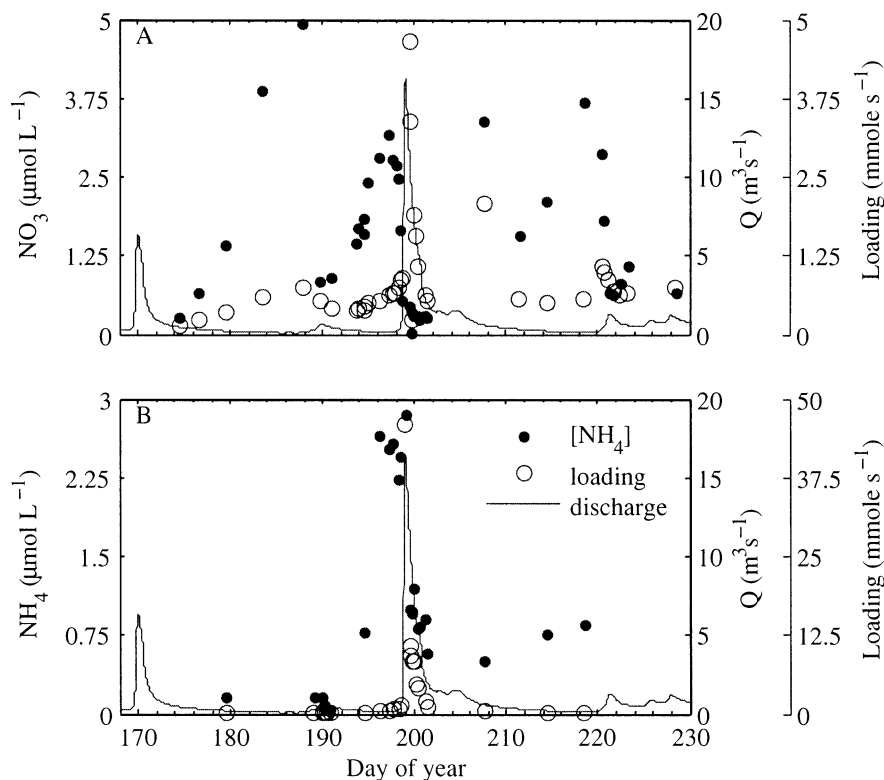 A
5
3.75
2.5
1.25
0
NO₃ (μmol L⁻¹)
20
15
10
5
0
Q (m³s⁻¹)
5
3.75
2.5
1.25
0
Loading (mmole s⁻¹)
B
3
2.25
1.5
0.75
0
NH₄ (μmol L⁻¹)
[NH₄]
loading
discharge
20
15
10
5
0
Q (m³s⁻¹)
50
37.5
25
12.5
0
Loading (mmole s⁻¹)
170 180 190 200 210 220 230
Day of year